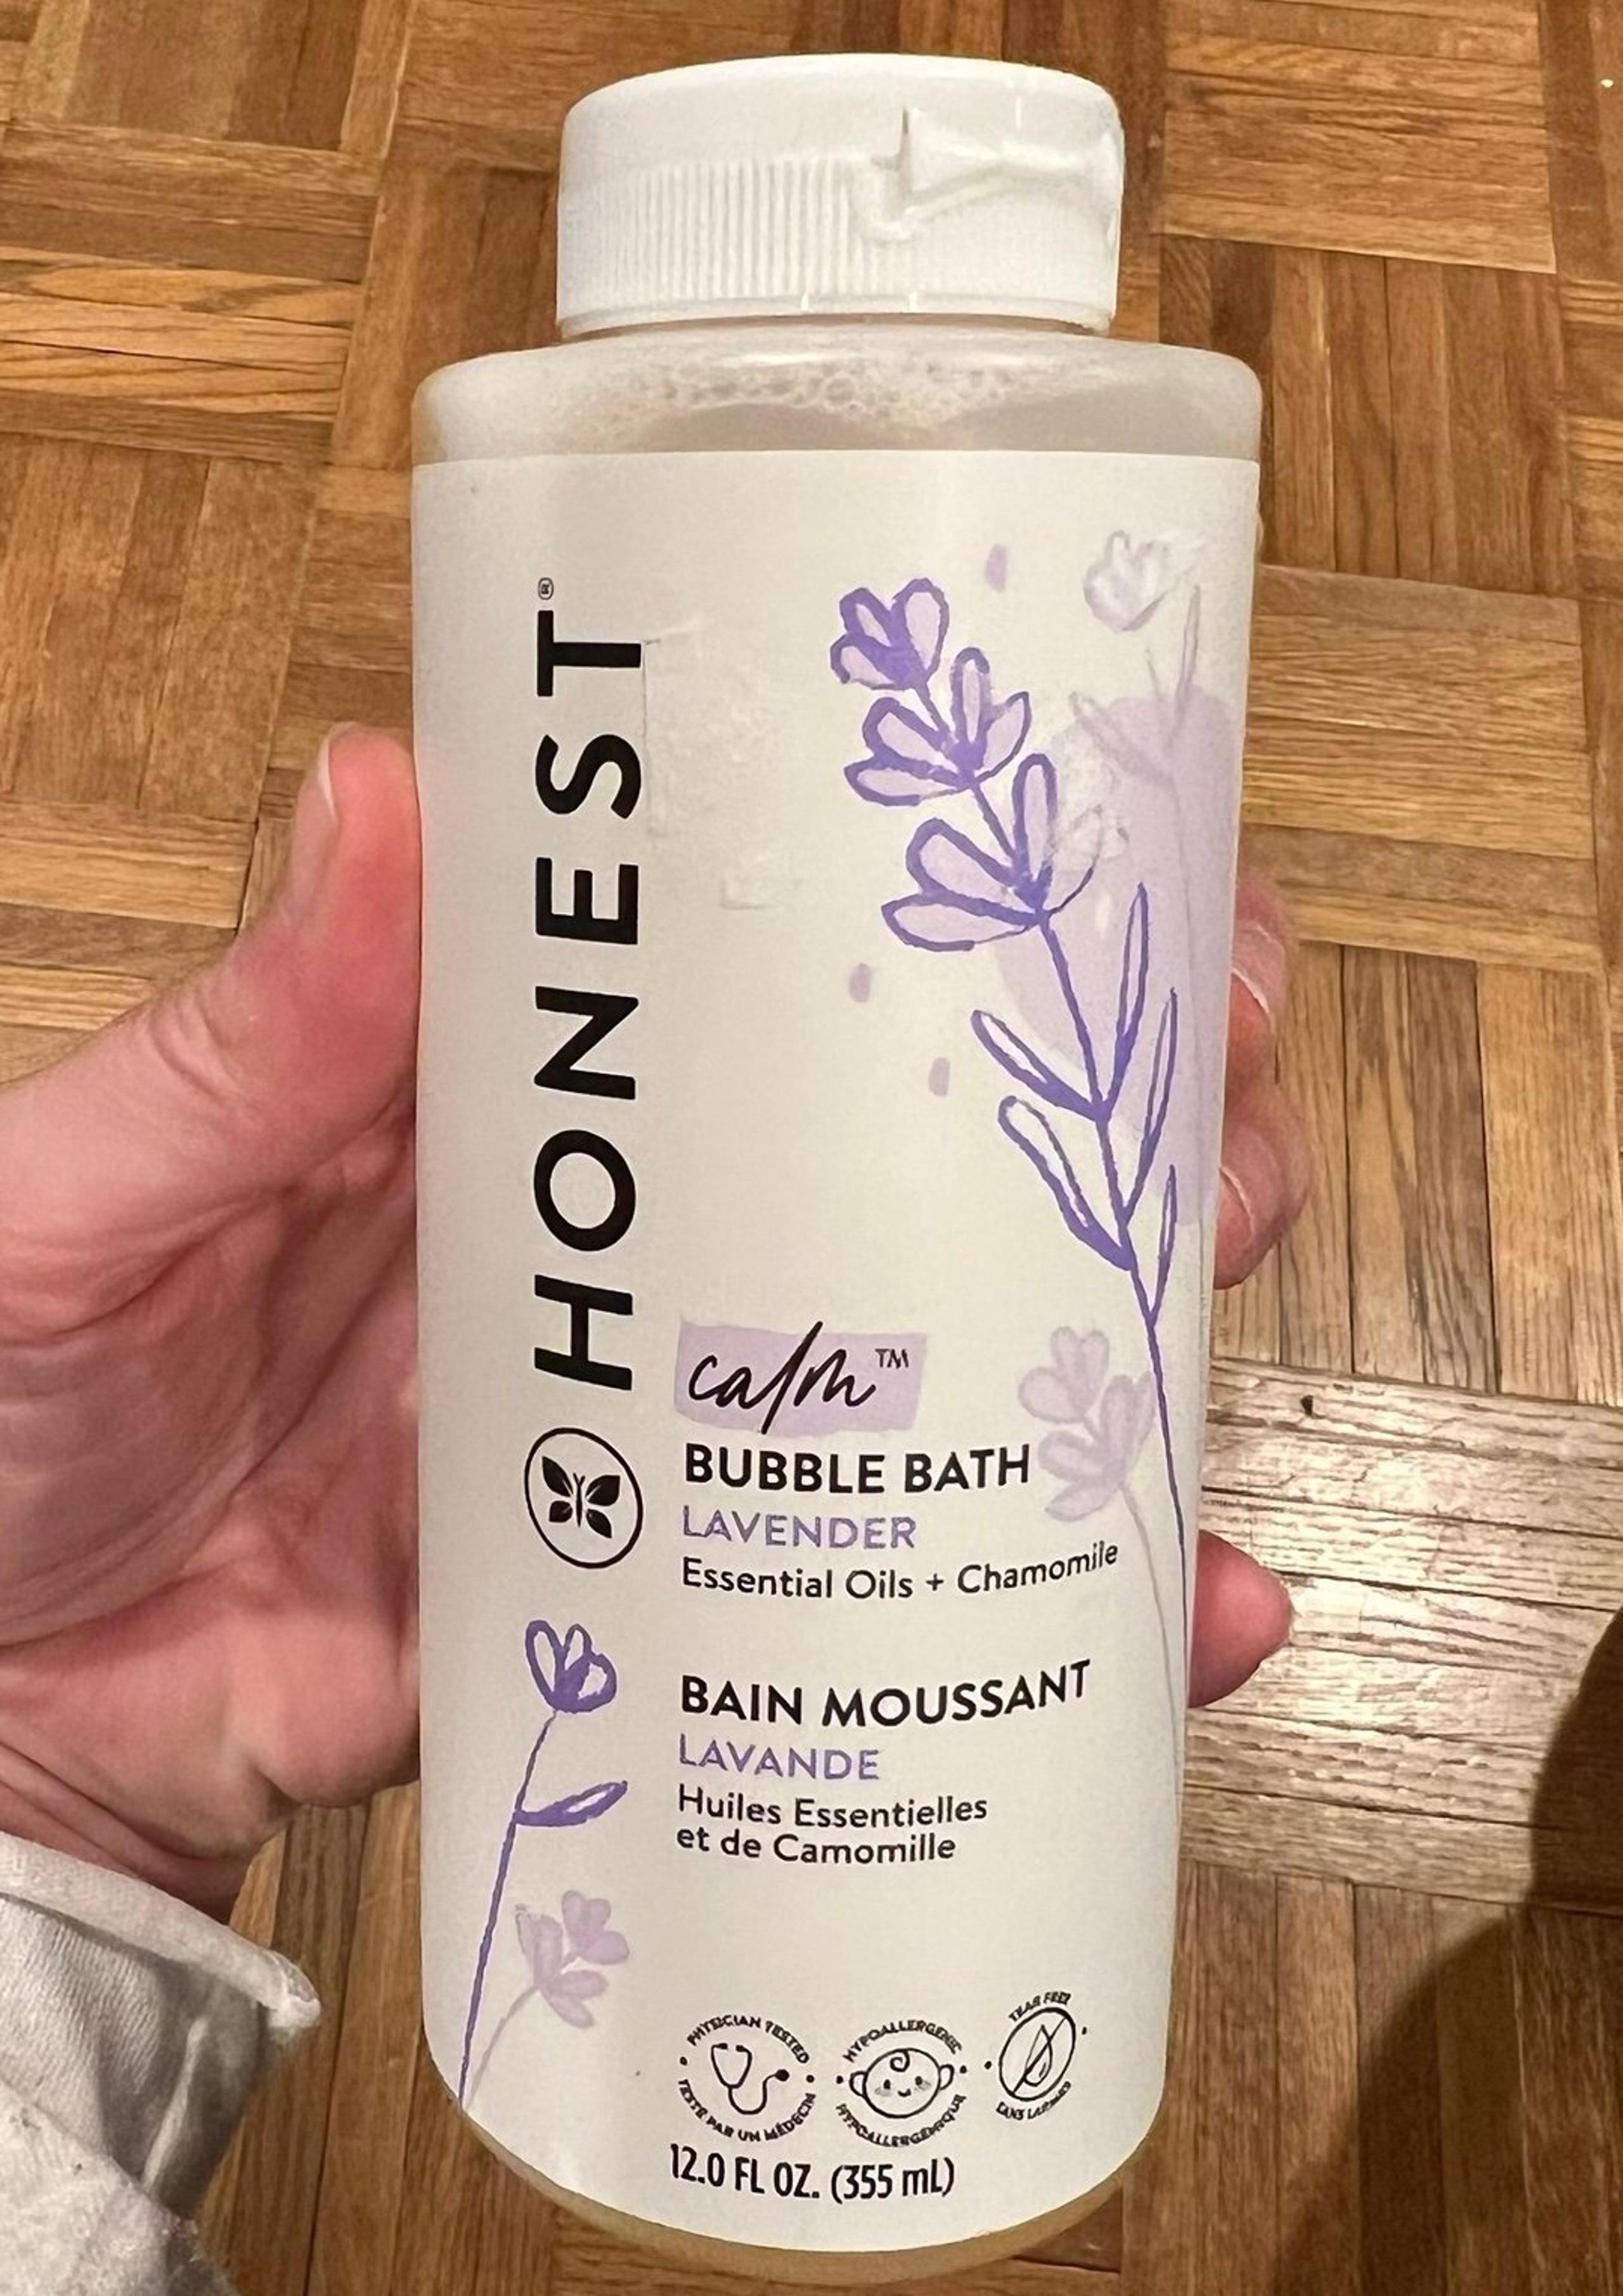 HONEST®
calm™
BUBBLE BATH
LAVENDER
Essential Oils + Chamomile
BAIN MOUSSANT
LAVANDE
Huiles Essentielles
et de Camomille
PHYSICIAN TESTED
TESTÉ PAR UN MÉDECIN
HYPOALLERGENIC
HYPOALLERGÉNIQUE
TEAR FREE
SANS LARMES
12.0 FL OZ. (355 mL)